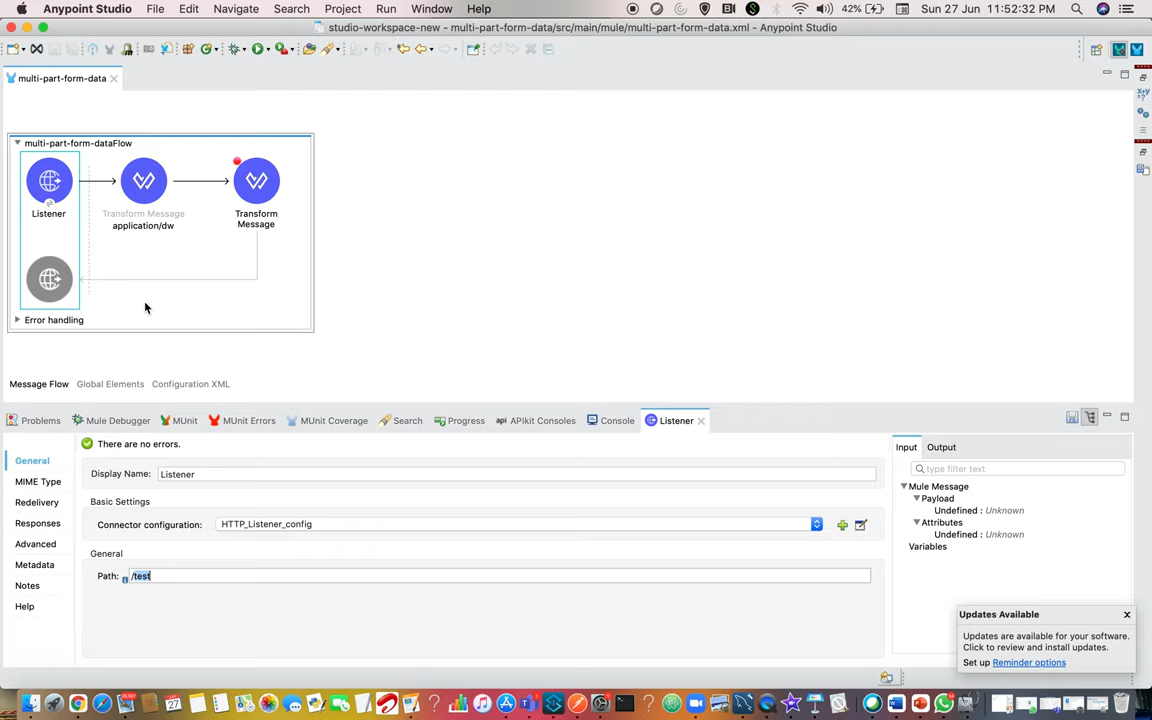 Anypoint Studio File Edit Navigate Search Project Run Window Help 42% Sun 27 Jun 11:52:32 PM
studio-workspace-new - multi-part-form-data/src/main/mule/multi-part-form-data.xml - Anypoint Studio
multi-part-form-data
multi-part-form-dataFlow
Listener
Transform Message
application/dw
Transform
Message
Error handling
Message Flow Global Elements Configuration XML
Problems Mule Debugger MUnit MUnit Errors MUnit Coverage Search Progress api APIkit Consoles Console Listener
General
MIME Type
Redelivery
Responses
Advanced
Metadata
Notes
Help
There are no errors.
Display Name: Listener
Basic Settings
Connector configuration: HTTP_Listener_config
General
Path: /test
Input Output
type filter text
Mule Message
Payload
Undefined : Unknown
Attributes
Undefined : Unknown
Variables
Updates Available
Updates are available for your software.
Click to review and install updates.
Set up Reminder options